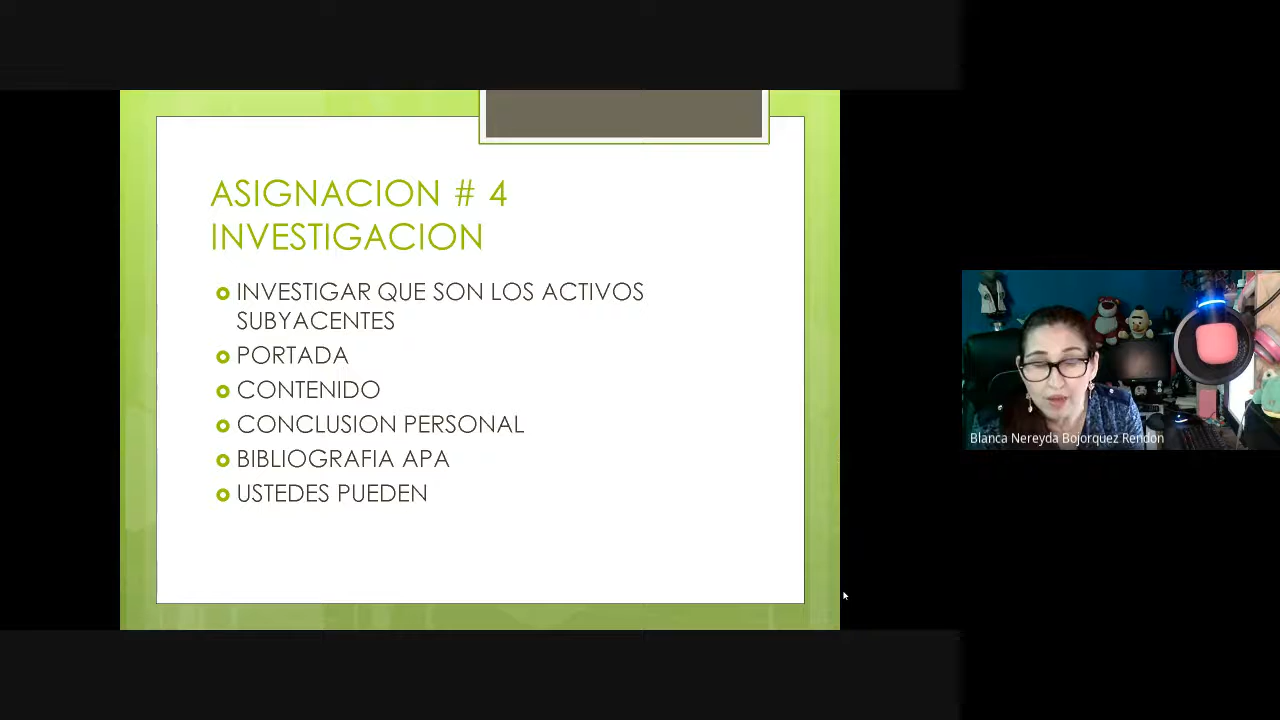 ASIGNACION # 4
INVESTIGACION
INVESTIGAR QUE SON LOS ACTIVOS
SUBYACENTES
PORTADA
CONTENIDO
CONCLUSION PERSONAL
BIBLIOGRAFIA APA
USTEDES PUEDEN
Blanca Nereyda Bojorquez Rendon